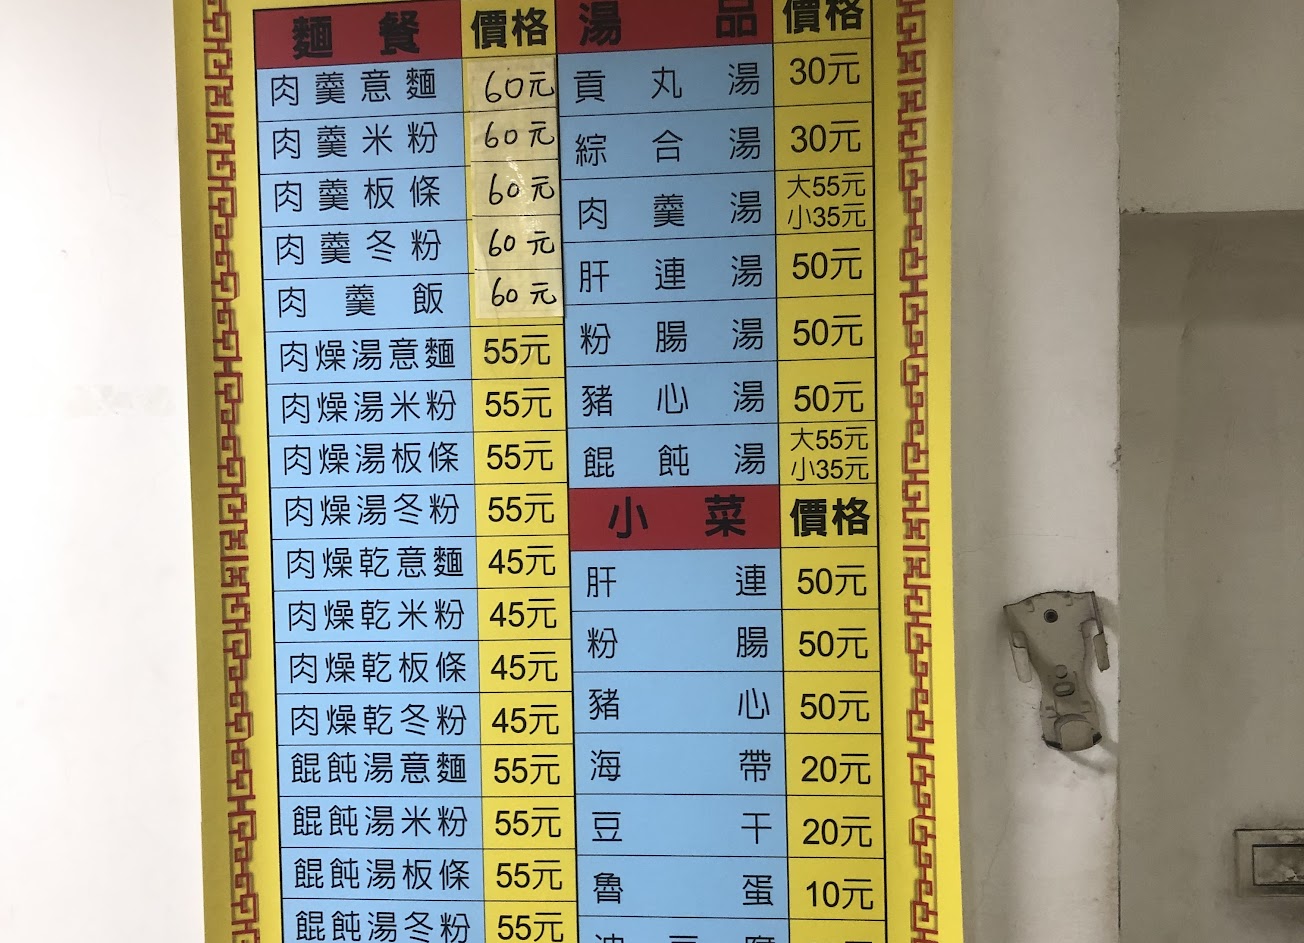 麵餐 價格
肉羹意麵 60元
肉羹米粉 60元
肉羹板條 60元
肉羹冬粉 60元
肉羹飯 60元
肉燥湯意麵 55元
肉燥湯米粉 55元
肉燥湯板條 55元
肉燥湯冬粉 55元
肉燥乾意麵 45元
肉燥乾米粉 45元
肉燥乾板條 45元
肉燥乾冬粉 45元
餛飩湯意麵 55元
餛飩湯米粉 55元
餛飩湯板條 55元
餛飩湯冬粉 55元
湯品 價格
貢丸湯 30元
綜合湯 30元
肉羹湯 大55元
小35元
肝連湯 50元
粉腸湯 50元
豬心湯 50元
餛飩湯 大55元
小35元
小菜 價格
肝連 50元
粉腸 50元
豬心 50元
海帶 20元
豆干 20元
魯蛋 10元